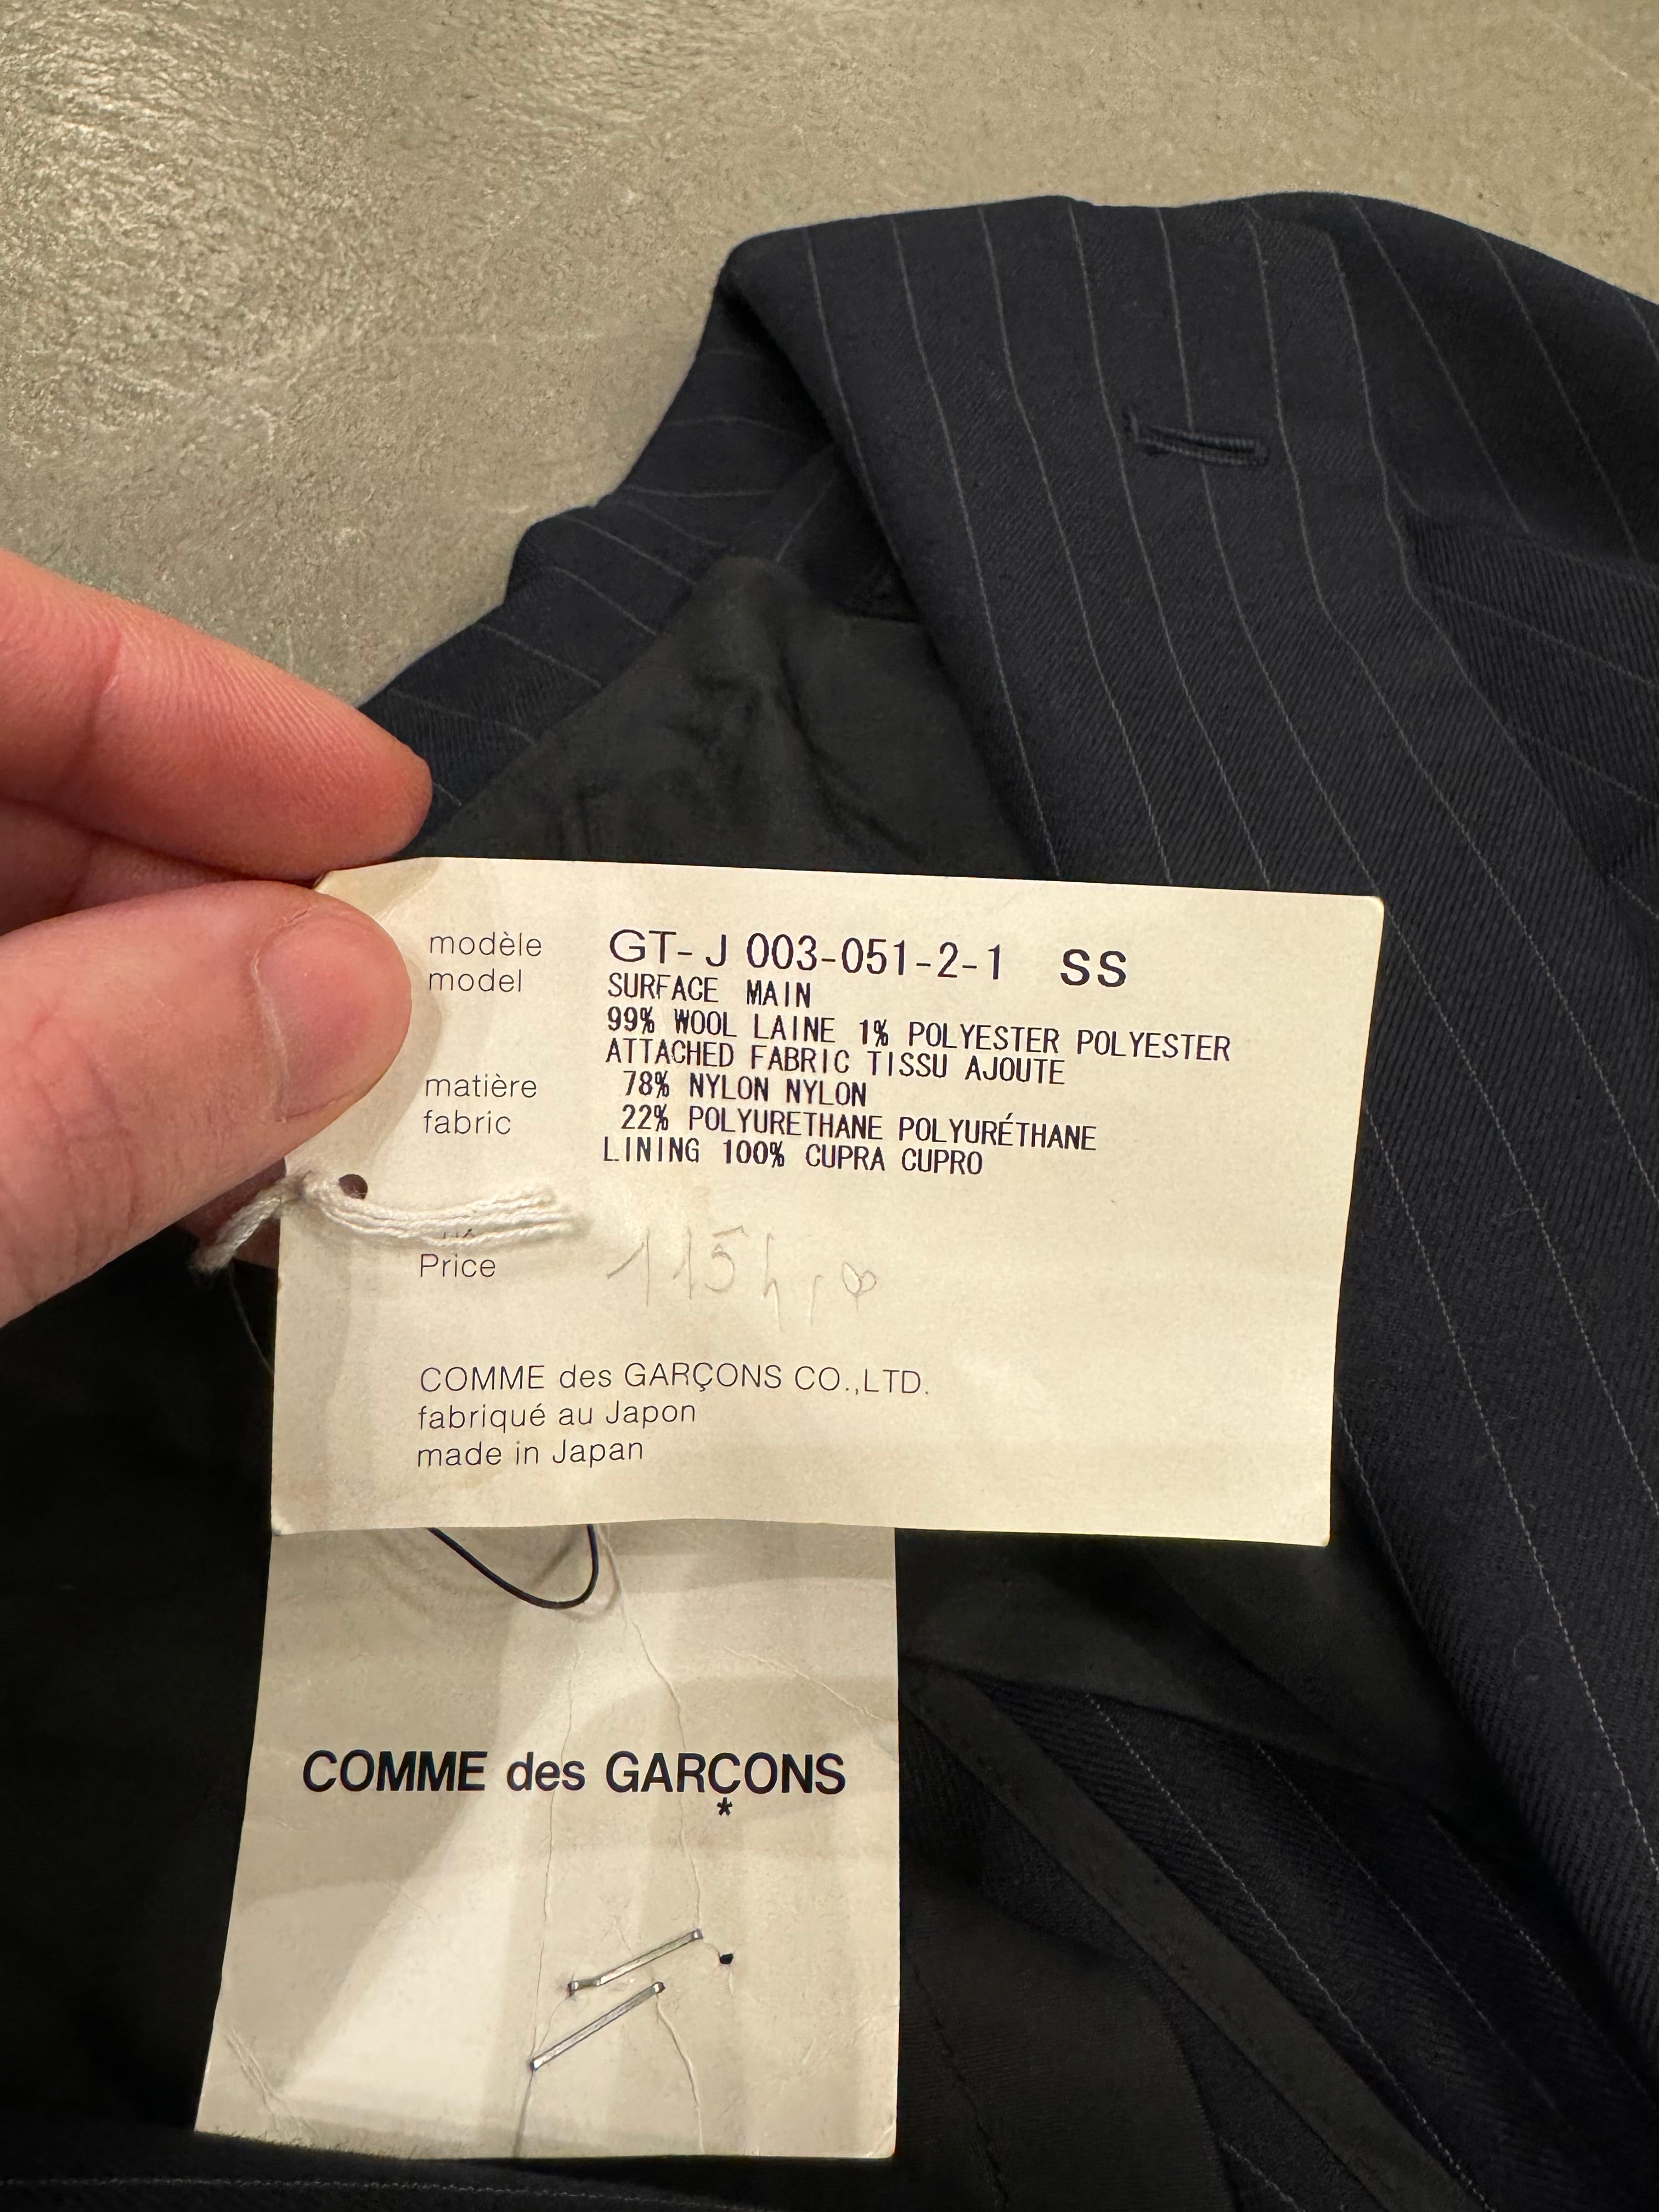 modèle GT-J 003-051-2-1 SS
model SURFACE MAIN
99% WOOL LAINE 1% POLYESTER POLYESTER
ATTACHED FABRIC TISSU AJOUTE
matière 78% NYLON NYLON
fabric 22% POLYURETHANE POLYURÉTHANE
LINING 100% CUPRA CUPRO
Price
COMME des GARÇONS CO.,LTD.
fabriqué au Japon
made in Japan
COMME des GARÇONS
*